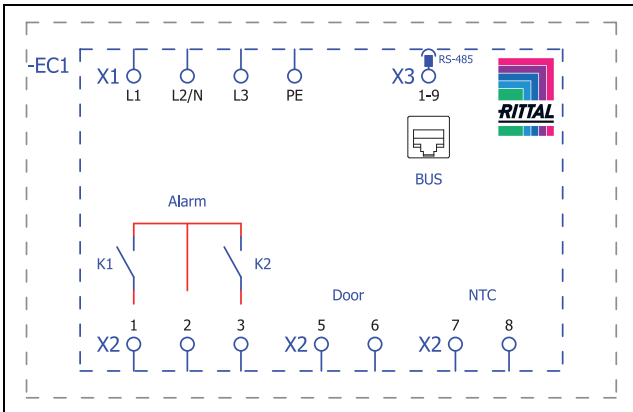 -EC1
X1
L1
L2/N
L3
PE
X3
RS-485
1-9
RITTAL
BUS
Alarm
K1
K2
Door
NTC
X2
1
2
3
X2
5
6
X2
7
8